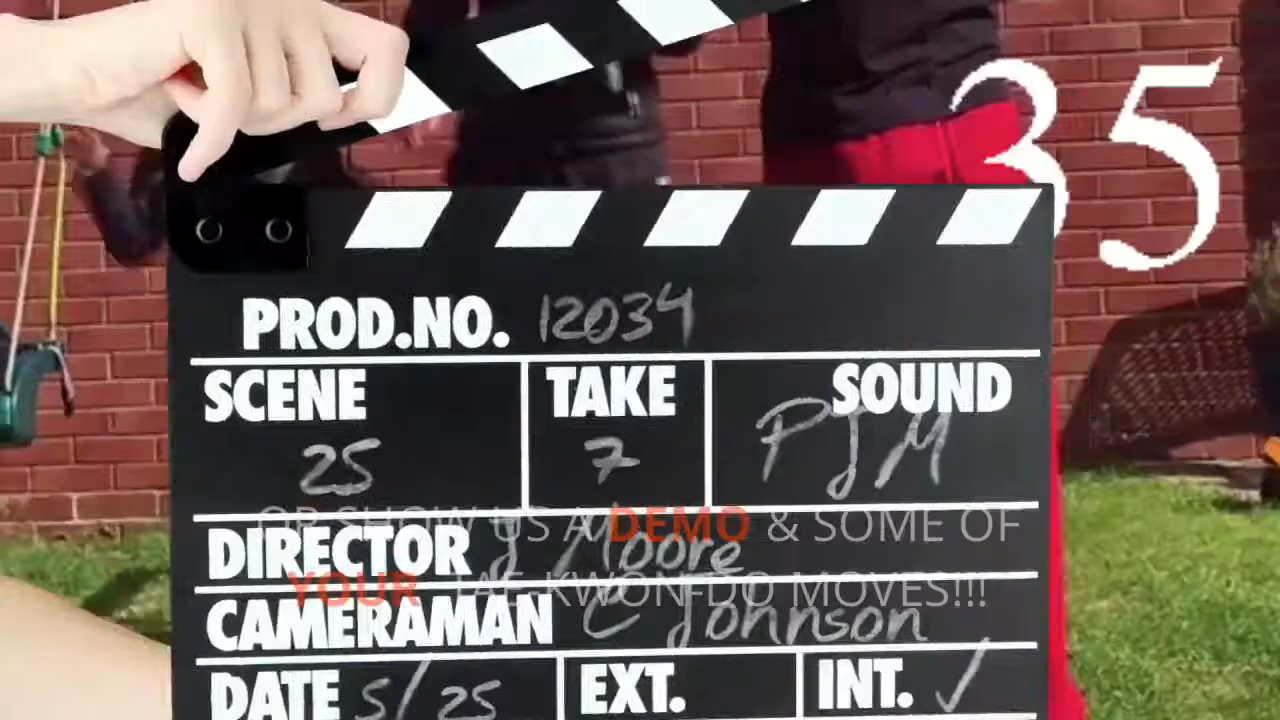 35
PROD.NO. 12034
SCENE TAKE SOUND
25 7 PJM
OR SHOW US A DEMO & SOME OF
DIRECTOR J Moore
YOUR TAE-KWON-DO MOVES!!!
CAMERAMAN C Johnson
DATE 5/25 EXT. INT. ✓